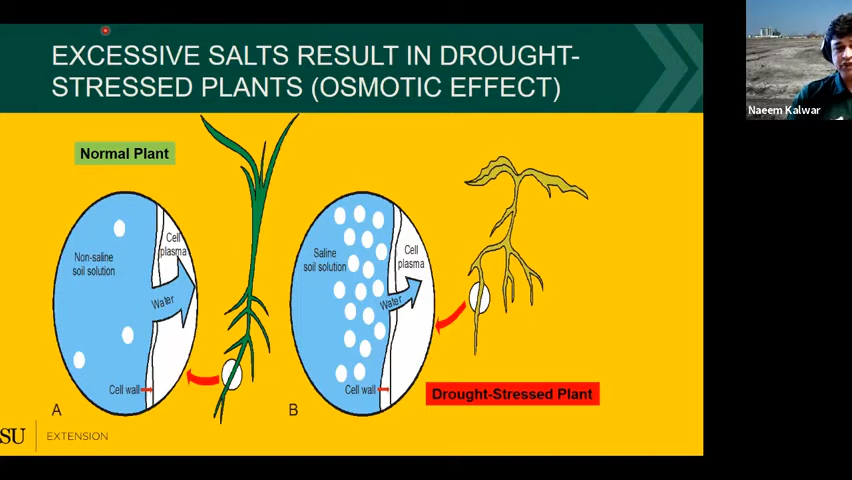 EXCESSIVE SALTS RESULT IN DROUGHT-
STRESSED PLANTS (OSMOTIC EFFECT)
Naeem Kalwar
Normal Plant
Non-saline
soil solution
Cell
plasma
Water
Cell wall
A
Saline
soil solution
Cell
plasma
Water
Cell wall
B
Drought-Stressed Plant
SU
EXTENSION